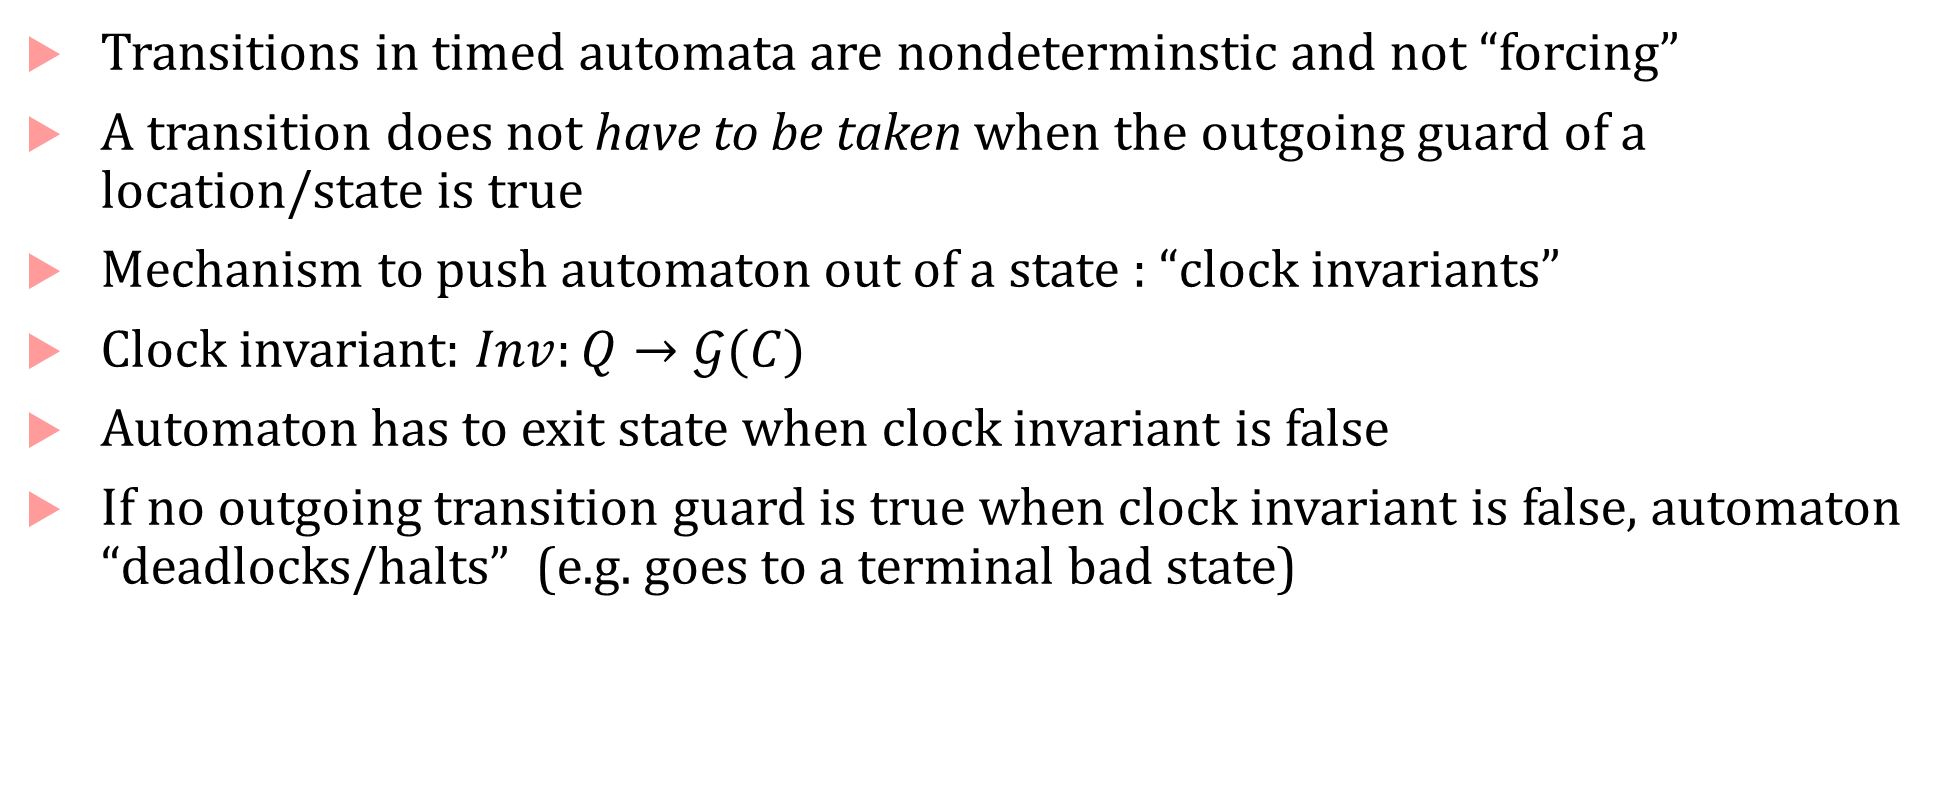 Transitions in timed automata are nondeterminstic and not “forcing”
A transition does not have to be taken when the outgoing guard of a
location/state is true
Mechanism to push automaton out of a state : “clock invariants”
Clock invariant: Inv: Q → 𝒢(C)
Automaton has to exit state when clock invariant is false
If no outgoing transition guard is true when clock invariant is false, automaton
“deadlocks/halts” (e.g. goes to a terminal bad state)